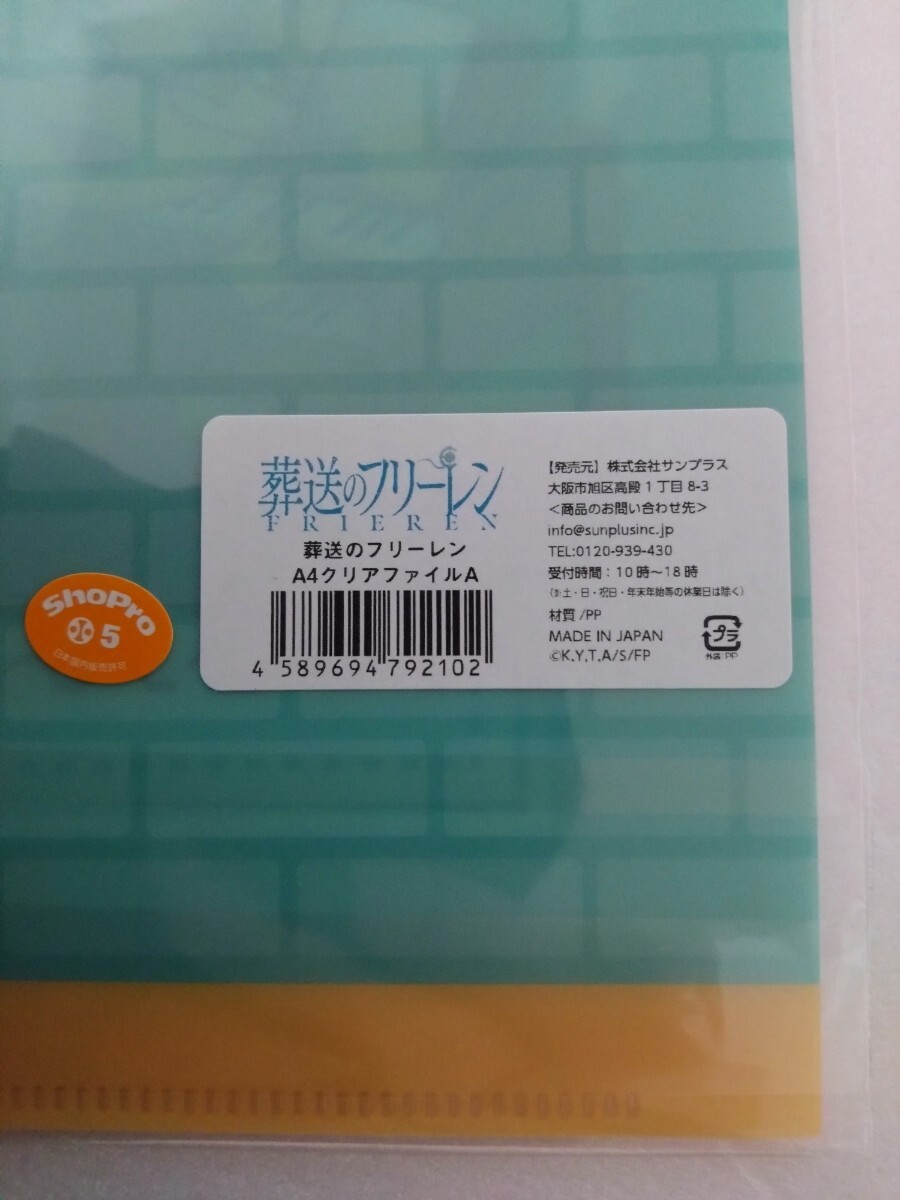 葬送のフリーレン
FRIEREN
葬送のフリーレン
A4クリアファイルA
4 589694 792102
【発売元】株式会社サンプラス
大阪市旭区高殿1丁目8-3
<商品のお問い合わせ先>
info@sunplusinc.jp
TEL:0120-939-430
受付時間：10時～18時
(※土・日・祝日・年末年始等の休業日は除く)
材質/PP
MADE IN JAPAN
©K.Y,T.A/S/FP
プラ
外袋:PP
ShoPro
5
日本国内販売許可